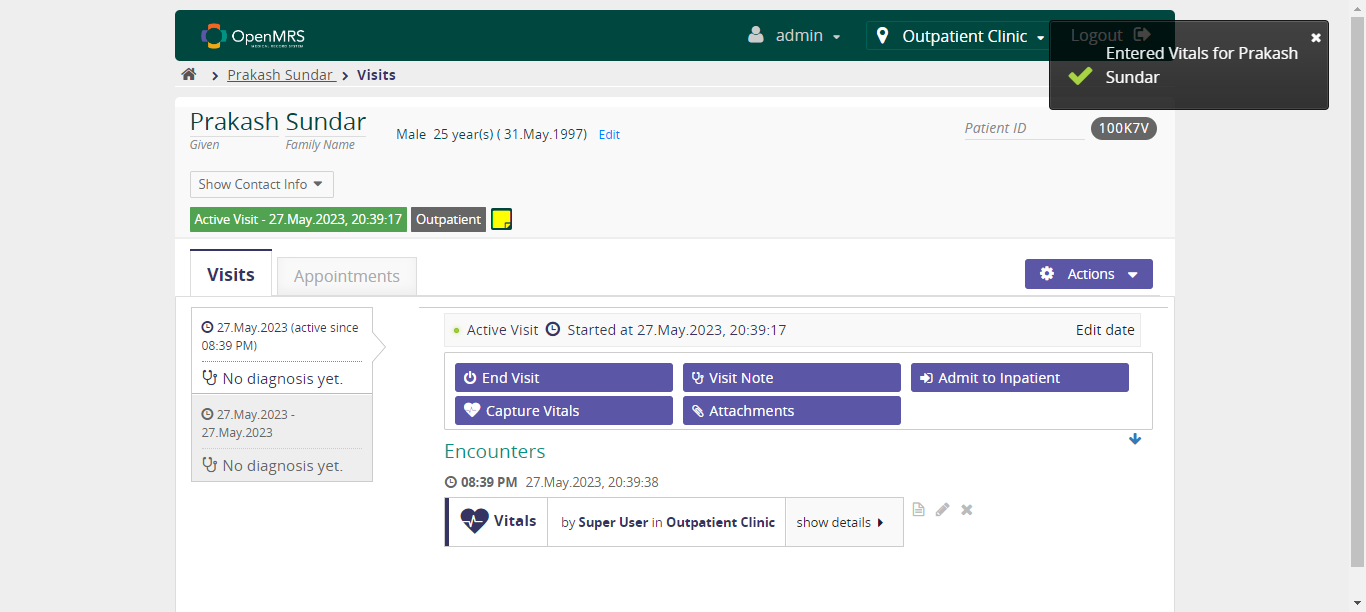 OpenMRS
MEDICAL RECORD SYSTEM
admin
Outpatient Clinic
Logout
Entered Vitals for Prakash
Sundar
Prakash Sundar
Visits
Prakash Sundar
Given
Family Name
Male 25 year(s) ( 31.May.1997) Edit
Patient ID
100K7V
Show Contact Info
Active Visit - 27.May.2023, 20:39:17
Outpatient
Visits
Appointments
Actions
27.May.2023 (active since
08:39 PM)
No diagnosis yet.
27.May.2023 -
27.May.2023
No diagnosis yet.
Active Visit Started at 27.May.2023, 20:39:17
Edit date
End Visit
Visit Note
Admit to Inpatient
Capture Vitals
Attachments
Encounters
08:39 PM 27.May.2023, 20:39:38
Vitals
by Super User in Outpatient Clinic
show details